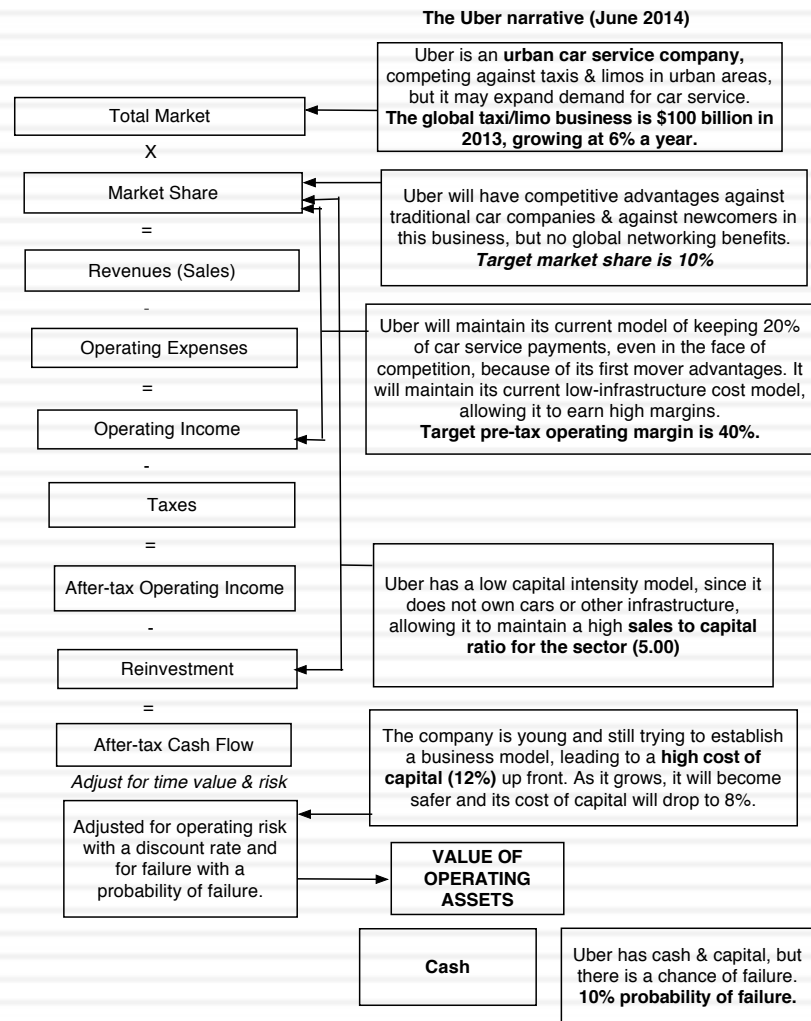 The Uber narrative (June 2014)
Uber is an urban car service company,
competing against taxis & limos in urban areas,
but it may expand demand for car service.
The global taxi/limo business is $100 billion in
2013, growing at 6% a year.
Total Market
X
Market Share
Uber will have competitive advantages against
traditional car companies & against newcomers in
this business, but no global networking benefits.
Target market share is 10%
=
Revenues (Sales)
-
Operating Expenses
Uber will maintain its current model of keeping 20%
of car service payments, even in the face of
competition, because of its first mover advantages. It
will maintain its current low-infrastructure cost model,
allowing it to earn high margins.
Target pre-tax operating margin is 40%.
=
Operating Income
-
Taxes
=
After-tax Operating Income
Uber has a low capital intensity model, since it
does not own cars or other infrastructure,
allowing it to maintain a high sales to capital
ratio for the sector (5.00)
-
Reinvestment
=
After-tax Cash Flow
The company is young and still trying to establish
a business model, leading to a high cost of
capital (12%) up front. As it grows, it will become
safer and its cost of capital will drop to 8%.
Adjust for time value & risk
Adjusted for operating risk
with a discount rate and
for failure with a
probability of failure.
VALUE OF
OPERATING
ASSETS
Cash
Uber has cash & capital, but
there is a chance of failure.
10% probability of failure.